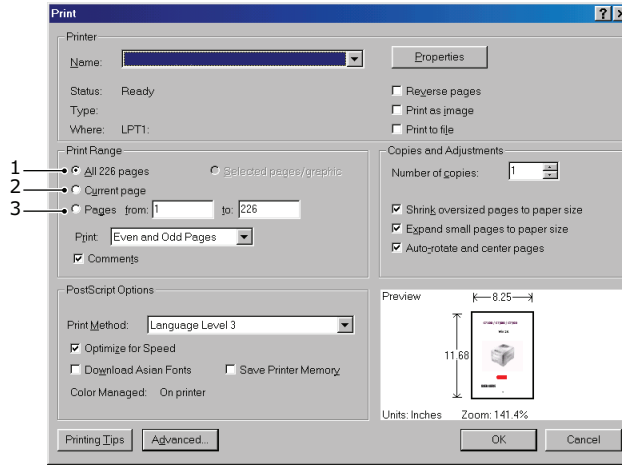 Print
Printer
Name:
Properties
Status: Ready
Reverse pages
Type:
Print as image
Where: LPT1:
Print to file
Print Range
1 All 226 pages
Selected pages/graphic
2 Current page
3 Pages from: 1 to: 226
Print: Even and Odd Pages
Comments
Copies and Adjustments
Number of copies: 1
Shrink oversized pages to paper size
Expand small pages to paper size
Auto-rotate and center pages
PostScript Options
Print Method: Language Level 3
Optimize for Speed
Download Asian Fonts Save Printer Memory
Color Managed: On printer
Preview
8.25
11.68
Units: Inches Zoom: 141.4%
Printing Tips Advanced... OK Cancel